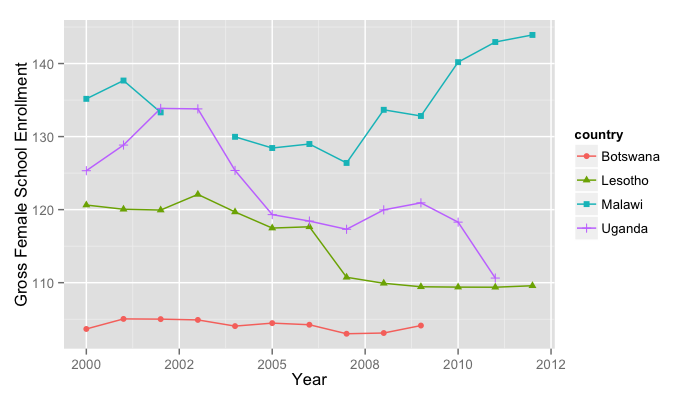 Gross Female School Enrollment
140
130
120
110
2000
2002
2005
2008
2010
2012
Year
country
Botswana
Lesotho
Malawi
Uganda